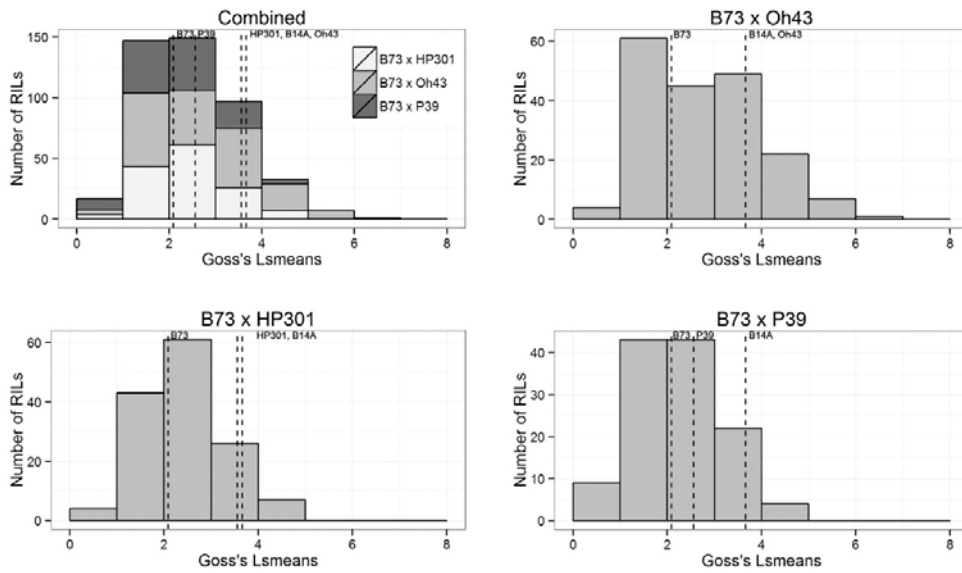 Combined
B73 P39
HP301, B14A, Oh43
B73 x HP301
B73 x Oh43
B73 x P39
Number of RILs
150
100
50
0
0 2 4 6 8
Goss's Lsmeans
B73 x Oh43
B73
B14A, Oh43
Number of RILs
60
40
20
0
0 2 4 6 8
Goss's Lsmeans
B73 x HP301
B73
HP301, B14A
Number of RILs
60
40
20
0
0 2 4 6 8
Goss's Lsmeans
B73 x P39
B73 P39
B14A
Number of RILs
40
30
20
10
0
0 2 4 6 8
Goss's Lsmeans